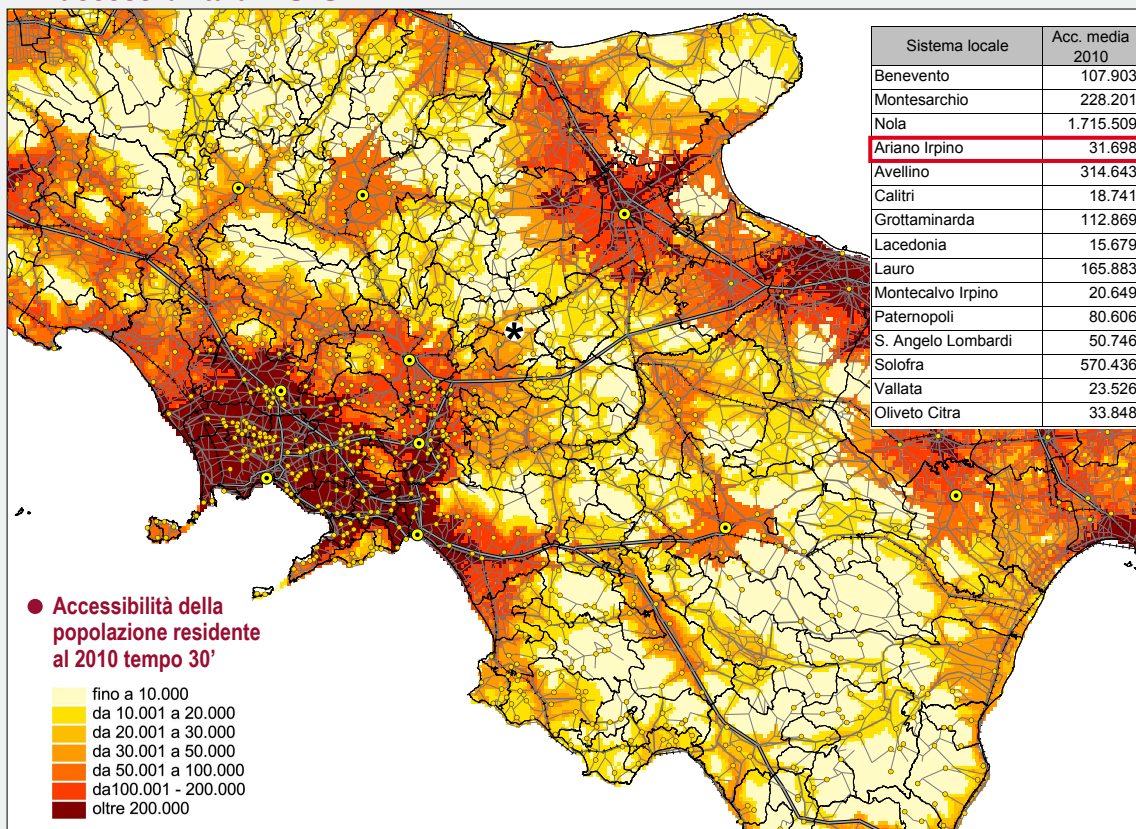 Sistema locale Acc. media 2010
Benevento 107.903
Montesarchio 228.201
Nola 1.715.509
Ariano Irpino 31.698
Avellino 314.643
Calitri 18.741
Grottaminarda 112.869
Lacedonia 15.679
Lauro 165.883
Montecalvo Irpino 20.649
Paternopoli 80.606
S. Angelo Lombardi 50.746
Solofra 570.436
Vallata 23.526
Oliveto Citra 33.848
*
● Accessibilità della
popolazione residente
al 2010 tempo 30’
fino a 10.000
da 10.001 a 20.000
da 20.001 a 30.000
da 30.001 a 50.000
da 50.001 a 100.000
da100.001 - 200.000
oltre 200.000